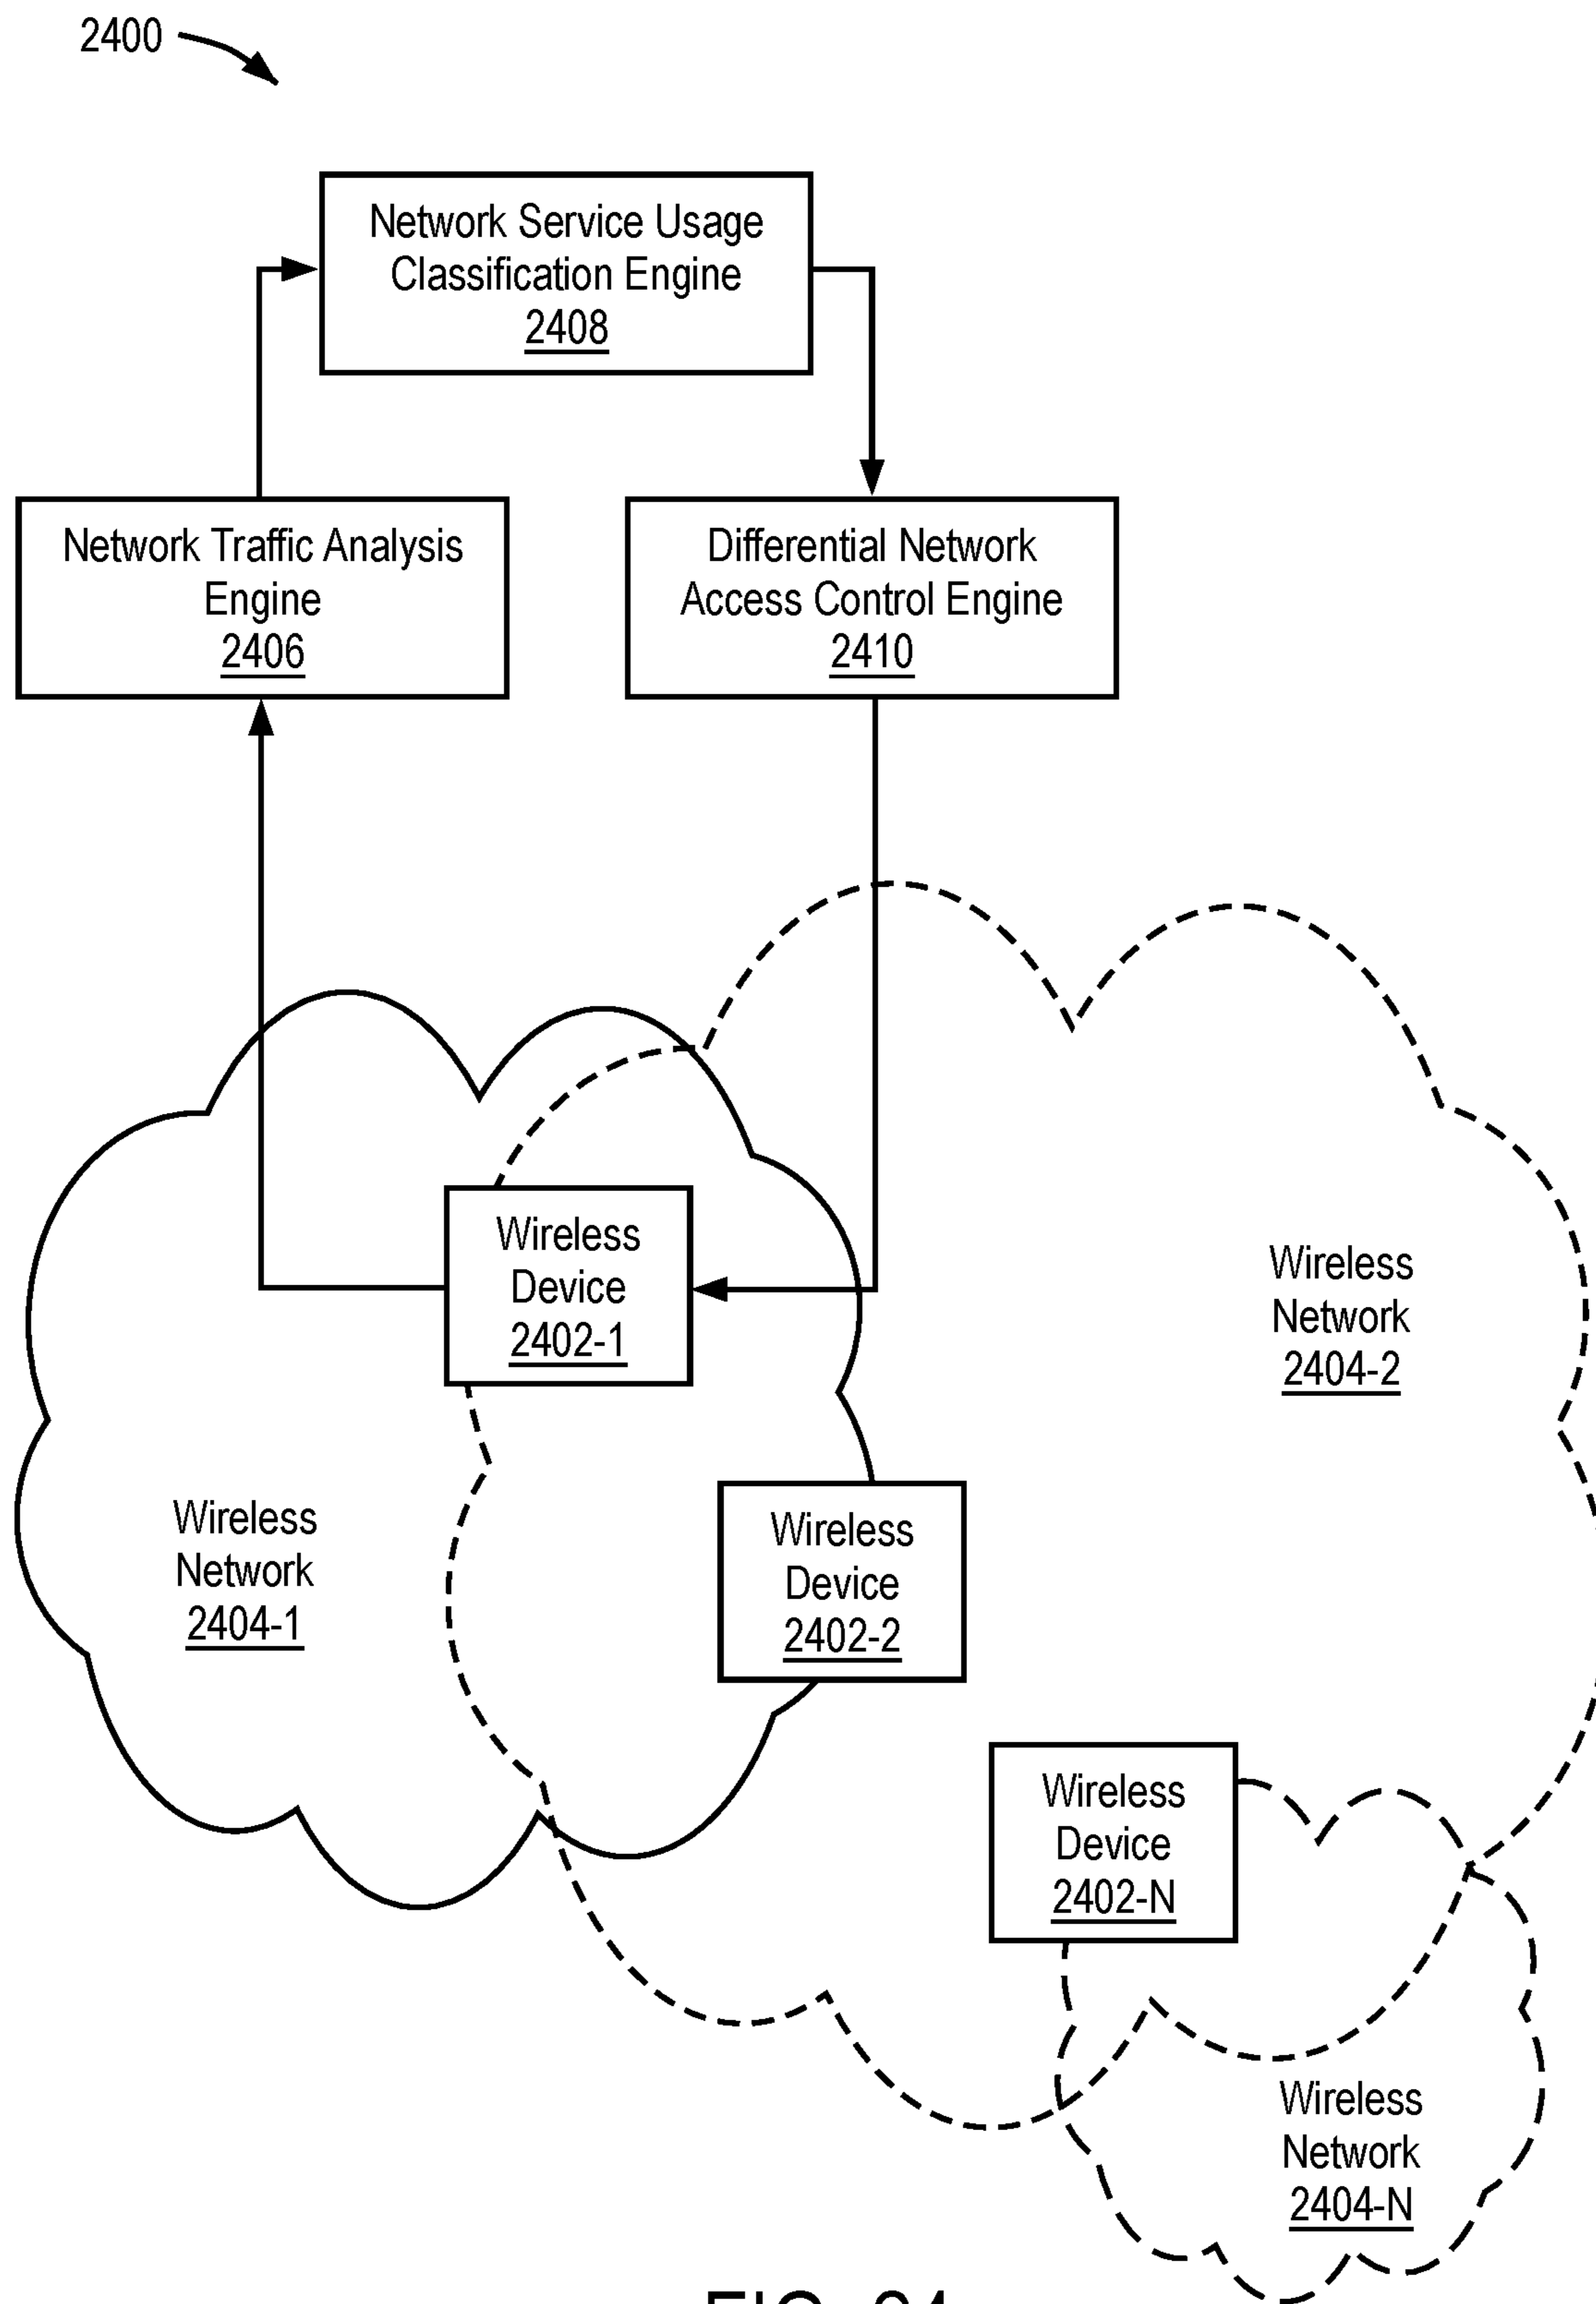 2400
Network Service Usage
Classification Engine
2408
Network Traffic Analysis
Engine
2406
Differential Network
Access Control Engine
2410
Wireless
Device
2402-1
Wireless
Network
2404-2
Wireless
Network
2404-1
Wireless
Device
2402-2
Wireless
Device
2402-N
Wireless
Network
2404-N
FIG. 24